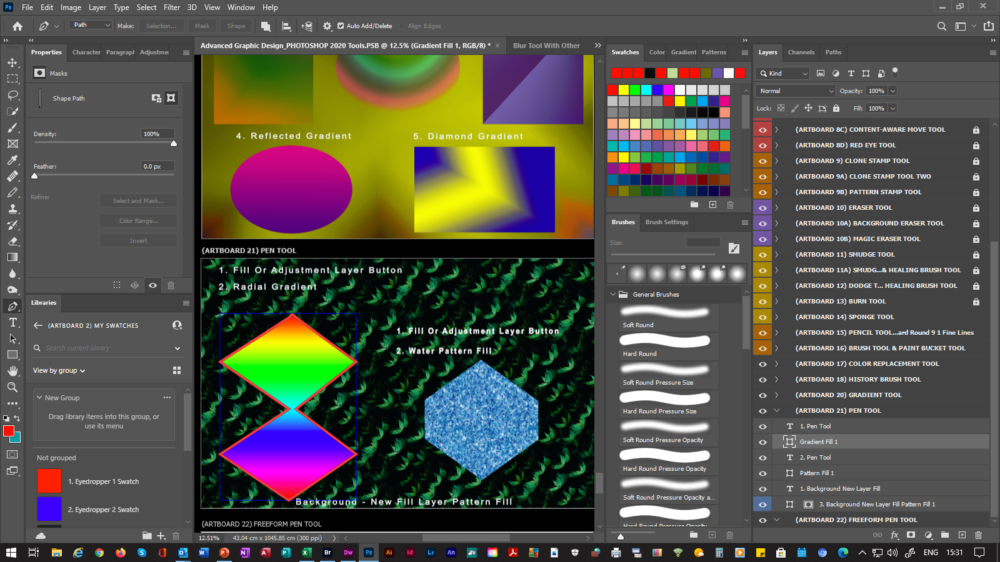 Ps File Edit Image Layer Type Select Filter 3D View Window Help
Path Make: Selection... Mask Shape Auto Add/Delete Align Edges
Properties Character Paragraph Adjustme
Advanced Graphic Design_PHOTOSHOP 2020 Tools.PSB @ 12.5% (Gradient Fill 1, RGB/8) * × Blur Tool With Other
Swatches Color Gradient Patterns
Layers Channels Paths
Masks
Shape Path
Density: 100%
Feather: 0.0 px
Refine: Select and Mask...
Color Range...
Invert
Libraries
(ARTBOARD 2) MY SWATCHES
Search current library
View by group
New Group
Drag library items into this group, or
use its menu
Not grouped
1. Eyedropper 1 Swatch
2. Eyedropper 2 Swatch
4. Reflected Gradient
5. Diamond Gradient
(ARTBOARD 21) PEN TOOL
1. Fill Or Adjustment Layer Button
2. Radial Gradient
1. Fill Or Adjustment Layer Button
2. Water Pattern Fill
Background - New Fill Layer Pattern Fill
(ARTBOARD 22) FREEFORM PEN TOOL
12.51% 43.04 cm x 1045.85 cm (300 ppi)
Brushes Brush Settings
Size:
General Brushes
Soft Round
Hard Round
Soft Round Pressure Size
Hard Round Pressure Size
Soft Round Pressure Opacity
Hard Round Pressure Opacity
Soft Round Pressure Opacity a...
Hard Round Pressure Opacity
Kind
Normal Opacity: 100%
Lock: Fill: 100%
(ARTBOARD 8C) CONTENT-AWARE MOVE TOOL
(ARTBOARD 8D) RED EYE TOOL
(ARTBOARD 9) CLONE STAMP TOOL
(ARTBOARD 9A) CLONE STAMP TOOL TWO
(ARTBOARD 9B) PATTERN STAMP TOOL
(ARTBOARD 10) ERASER TOOL
(ARTBOARD 10A) BACKGROUND ERASER TOOL
(ARTBOARD 10B) MAGIC ERASER TOOL
(ARTBOARD 11) SMUDGE TOOL
(ARTBOARD 11A) SMUDG...& HEALING BRUSH TOOL
(ARTBOARD 12) DODGE T... HEALING BRUSH TOOL
(ARTBOARD 13) BURN TOOL
(ARTBOARD 14) SPONGE TOOL
(ARTBOARD 15) PENCIL TOOL...ard Round 9 1 Fine Lines
(ARTBOARD 16) BRUSH TOOL & PAINT BUCKET TOOL
(ARTBOARD 17) COLOR REPLACEMENT TOOL
(ARTBOARD 18) HISTORY BRUSH TOOL
(ARTBOARD 20) GRADIENT TOOL
(ARTBOARD 21) PEN TOOL
1. Pen Tool
Gradient Fill 1
2. Pen Tool
Pattern Fill 1
1. Background New Layer Fill
3. Background New Layer Fill Pattern Fill 1
(ARTBOARD 22) FREEFORM PEN TOOL
Br Dw Ps Ai Id Lr An ENG 15:31